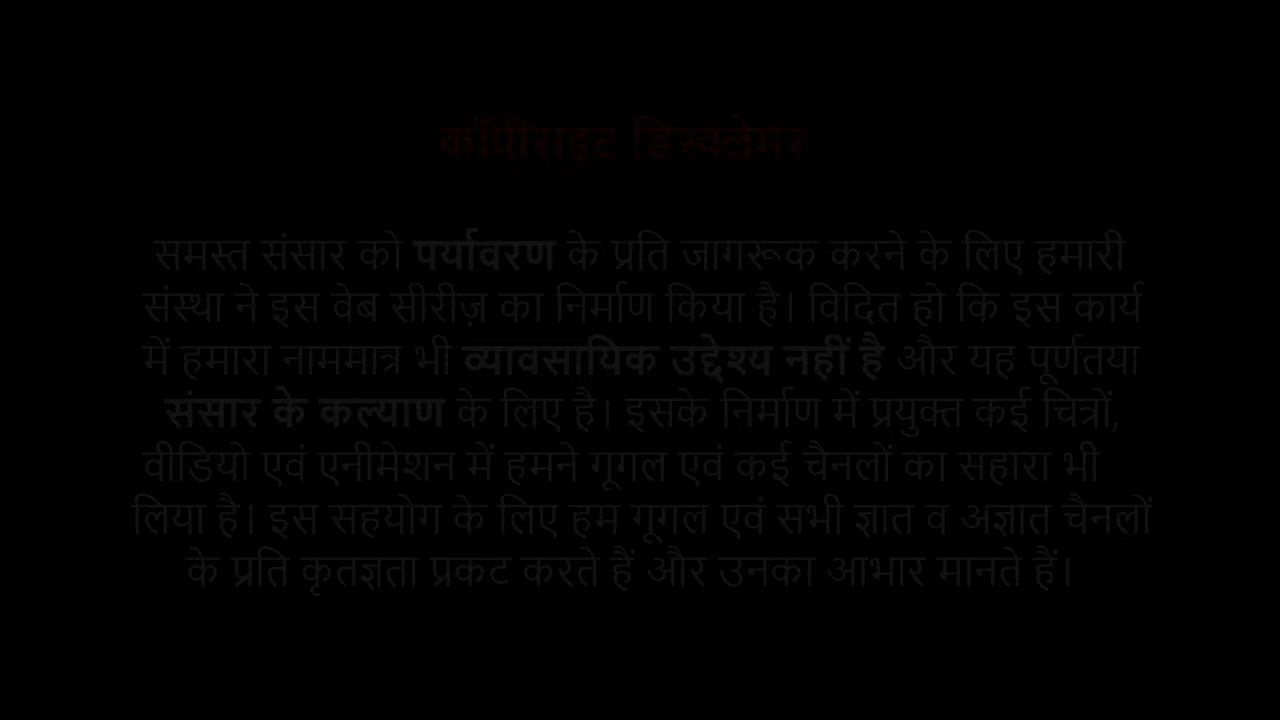 कॉपीराइट डिस्क्लेमर
समस्त संसार को पर्यावरण के प्रति जागरूक करने के लिए हमारी
संस्था ने इस वेब सीरीज़ का निर्माण किया है। विदित हो कि इस कार्य
में हमारा नाममात्र भी व्यावसायिक उद्देश्य नहीं है और यह पूर्णतया
संसार के कल्याण के लिए है। इसके निर्माण में प्रयुक्त कई चित्रों,
वीडियो एवं एनीमेशन में हमने गूगल एवं कई चैनलों का सहारा भी
लिया है। इस सहयोग के लिए हम गूगल एवं सभी ज्ञात व अज्ञात चैनलों
के प्रति कृतज्ञता प्रकट करते हैं और उनका आभार मानते हैं।